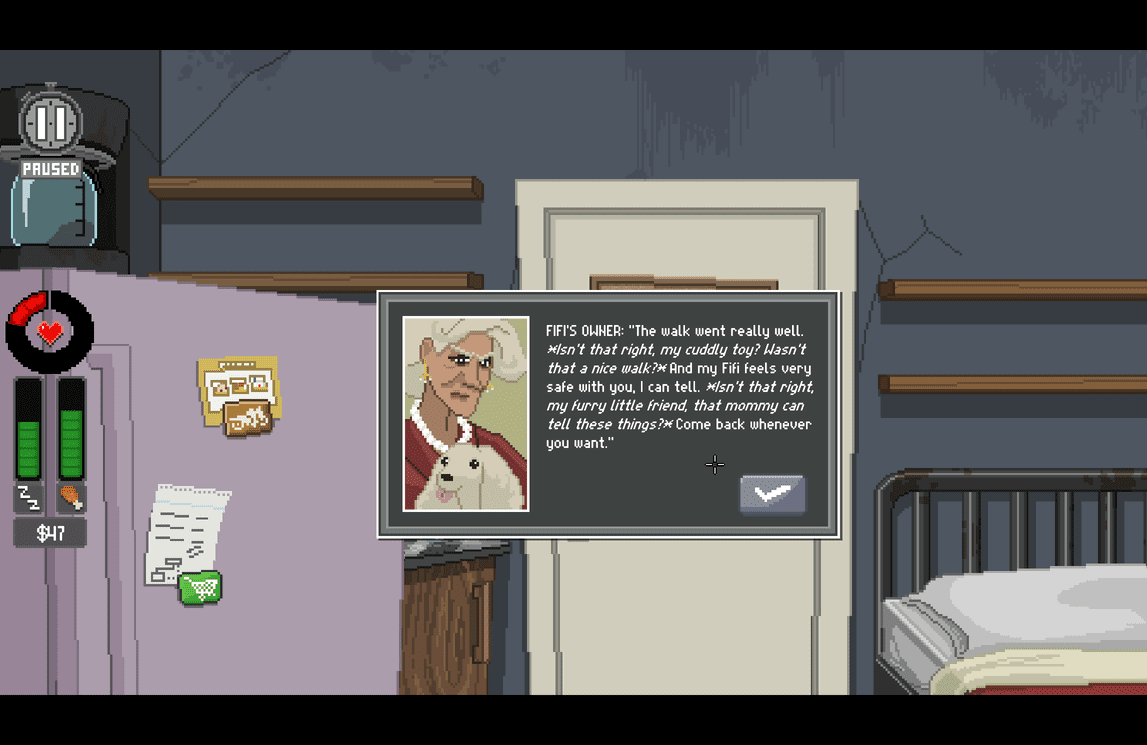 PAUSED
FIFI'S OWNER: "The walk went really well.
*Isn't that right, my cuddly toy? Wasn't
that a nice walk?* And my Fifi feels very
safe with you, I can tell. *Isn't that right,
my furry little friend, that mommy can
tell these things?* Come back whenever
you want."
ZZZ
$47